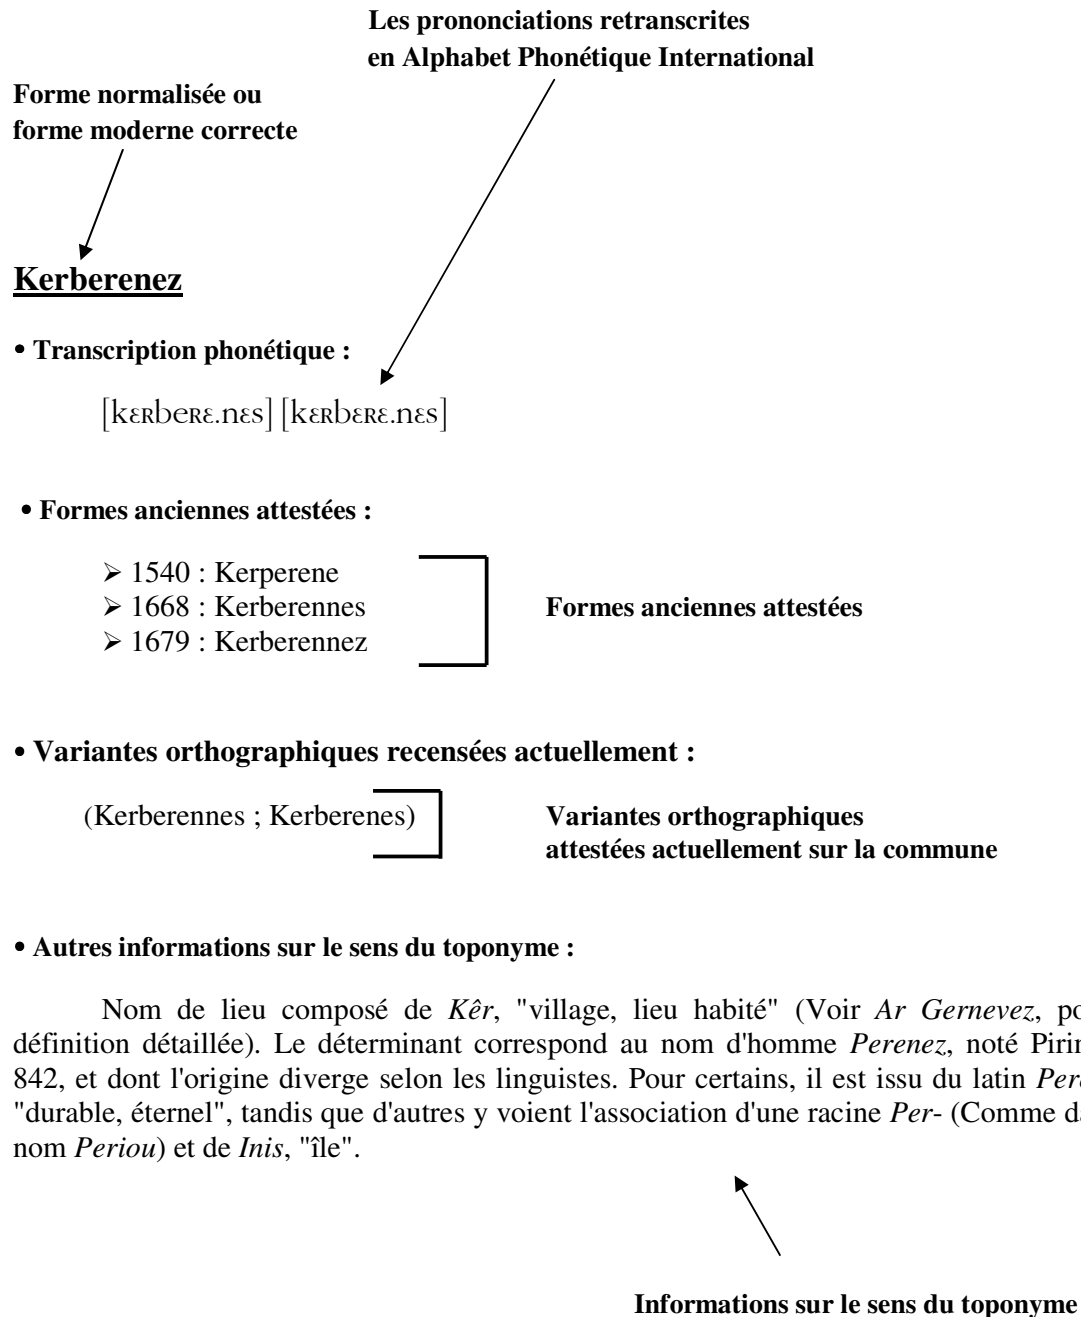 Les prononciations retranscrites
en Alphabet Phonétique International
Forme normalisée ou
forme moderne correcte
Kerberenez
• Transcription phonétique :
[kɛʀbeʀɛ.nɛs] [kɛʀbɛʀɛ.nɛs]
• Formes anciennes attestées :
➢ 1540 : Kerperene
➢ 1668 : Kerberennes
➢ 1679 : Kerberennez
Formes anciennes attestées
• Variantes orthographiques recensées actuellement :
(Kerberennes ; Kerberenes)
Variantes orthographiques
attestées actuellement sur la commune
• Autres informations sur le sens du toponyme :
Nom de lieu composé de Kêr, "village, lieu habité" (Voir Ar Gernevez,
définition détaillée). Le déterminant correspond au nom d'homme Perenez, noté
842, et dont l'origine diverge selon les linguistes. Pour certains, il est issu du latin
"durable, éternel", tandis que d'autres y voient l'association d'une racine Per- (Comme
nom Periou) et de Inis, "île".
Informations sur le sens du toponyme